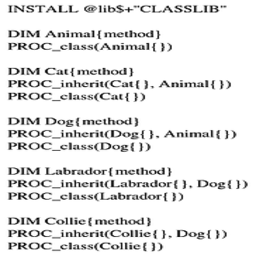 INSTALL @lib$+"CLASSLIB"
DIM Animal{method}
PROC_class(Animal{})
DIM Cat{method}
PROC_inherit(Cat{}, Animal{})
PROC_class(Cat{})
DIM Dog{method}
PROC_inherit(Dog{}, Animal{})
PROC_class(Dog{})
DIM Labrador{method}
PROC_inherit(Labrador{}, Dog{})
PROC_class(Labrador{})
DIM Collie{method}
PROC_inherit(Collie{}, Dog{})
PROC_class(Collie{})